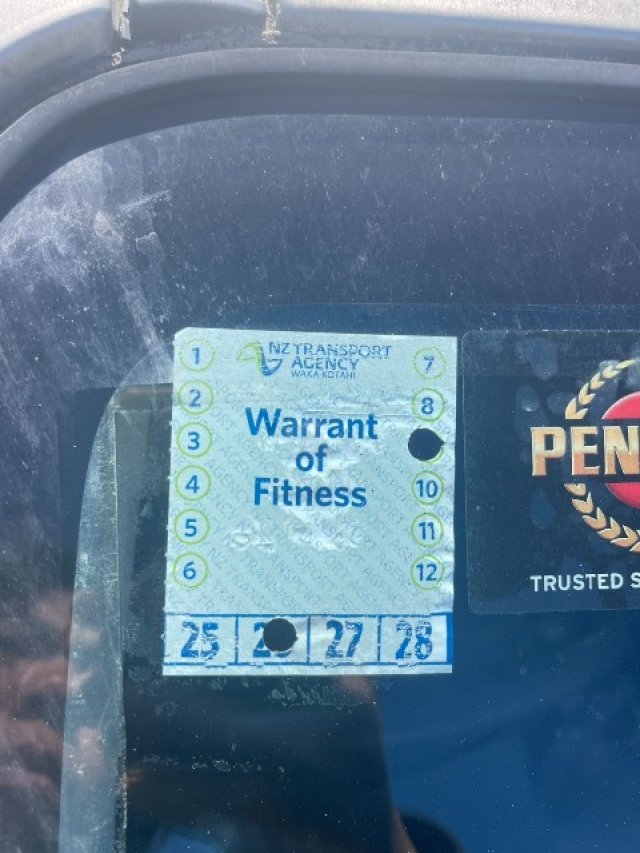 NZ TRANSPORT
AGENCY
WAKA KOTAHI
Warrant
of
Fitness
1
2
3
4
5
6
7
8
10
11
12
25
27
28
PEN
TRUSTED S